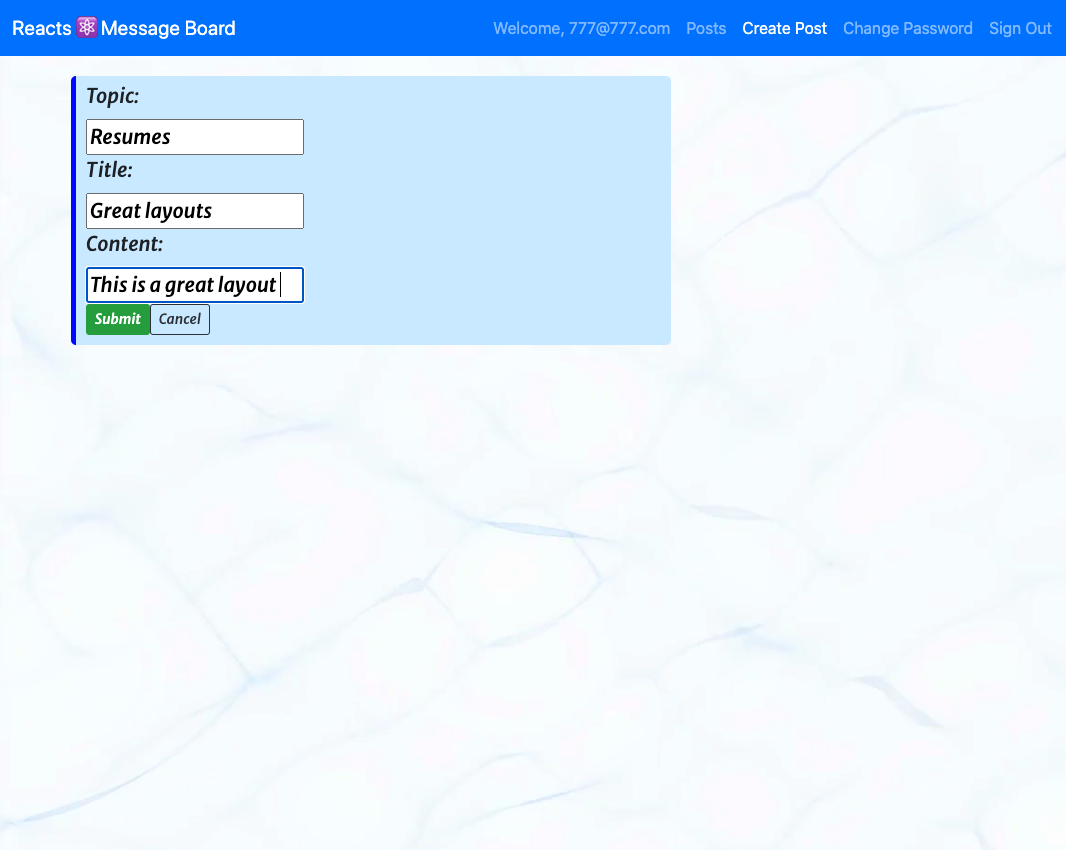 Reacts ⚛️ Message Board
Welcome, 777@777.com Posts Create Post Change Password Sign Out
Topic:
Resumes
Title:
Great layouts
Content:
This is a great layout
Submit Cancel